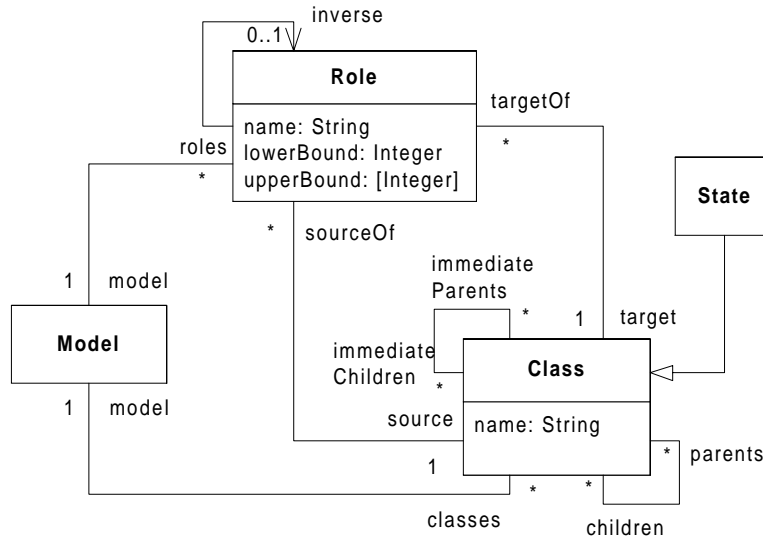 inverse
0..1
Role
name: String
lowerBound: Integer
upperBound: [Integer]
targetOf
*
roles
*
State
*
sourceOf
immediate
Parents
*
1 model
1 target
Model
immediate
Children
*
Class
1 model
source
name: String
1
*
parents
*
*
classes
children